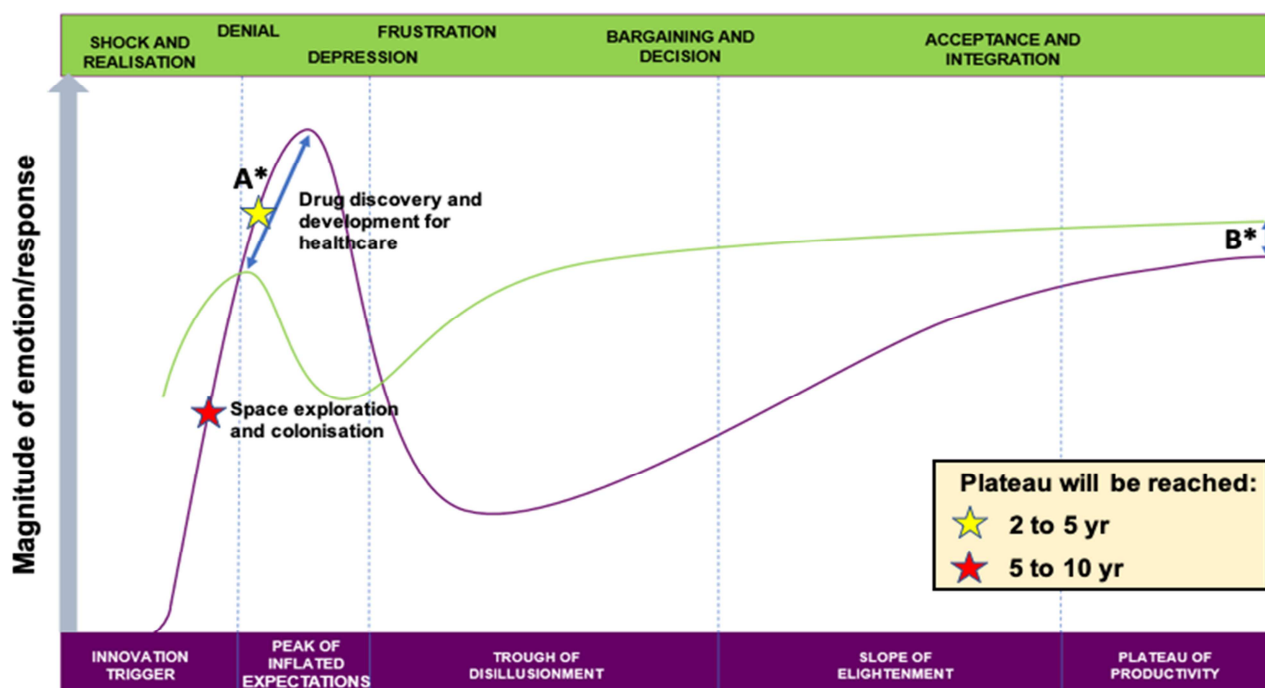 SHOCK AND
REALISATION
DENIAL
DEPRESSION
FRUSTRATION
BARGAINING AND
DECISION
ACCEPTANCE AND
INTEGRATION
Magnitude of emotion/response
A*
Drug discovery and
development for
healthcare
B*
Space exploration
and colonisation
Plateau will be reached:
2 to 5 yr
5 to 10 yr
INNOVATION
TRIGGER
PEAK OF
INFLATED
EXPECTATIONS
TROUGH OF
DISILLUSIONMENT
SLOPE OF
ELIGHTENMENT
PLATEAU OF
PRODUCTIVITY